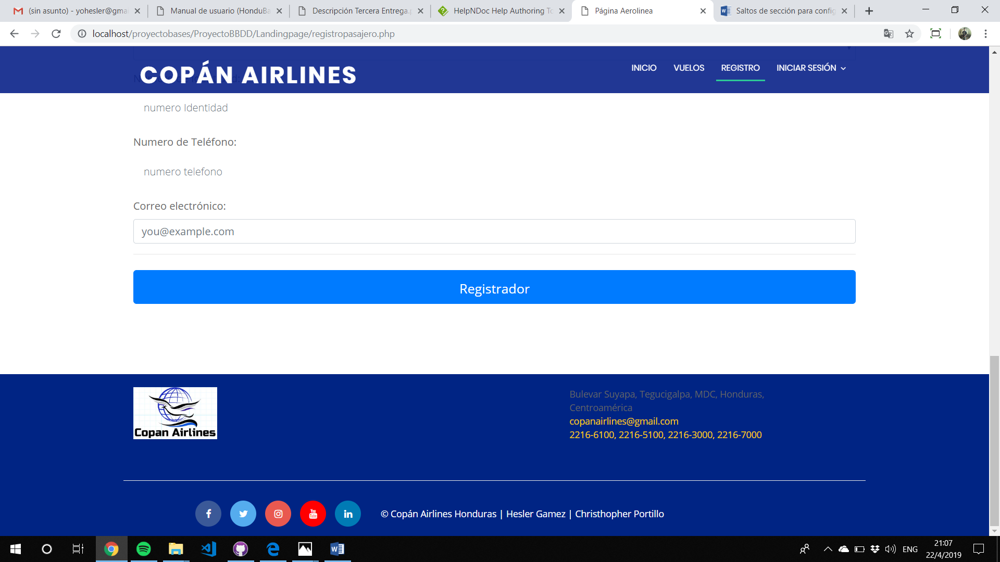 (sin asunto) - yohesler@gmai
Manual de usuario (HonduBa
Descripción Tercera Entrega.p
HelpNDoc Help Authoring To
Página Aerolinea
Saltos de sección para config
localhost/proyectobases/ProyectoBBDD/Landingpage/registropasajero.php
COPÁN AIRLINES
INICIO
VUELOS
REGISTRO
INICIAR SESIÓN
numero Identidad
Numero de Teléfono:
numero telefono
Correo electrónico:
you@example.com
Registrador
Copan Airlines
Bulevar Suyapa, Tegucigalpa, MDC, Honduras,
Centroamérica
copanairlines@gmail.com
2216-6100, 2216-5100, 2216-3000, 2216-7000
You
Tube
© Copán Airlines Honduras | Hesler Gamez | Christhopher Portillo
ENG
21:07
22/4/2019